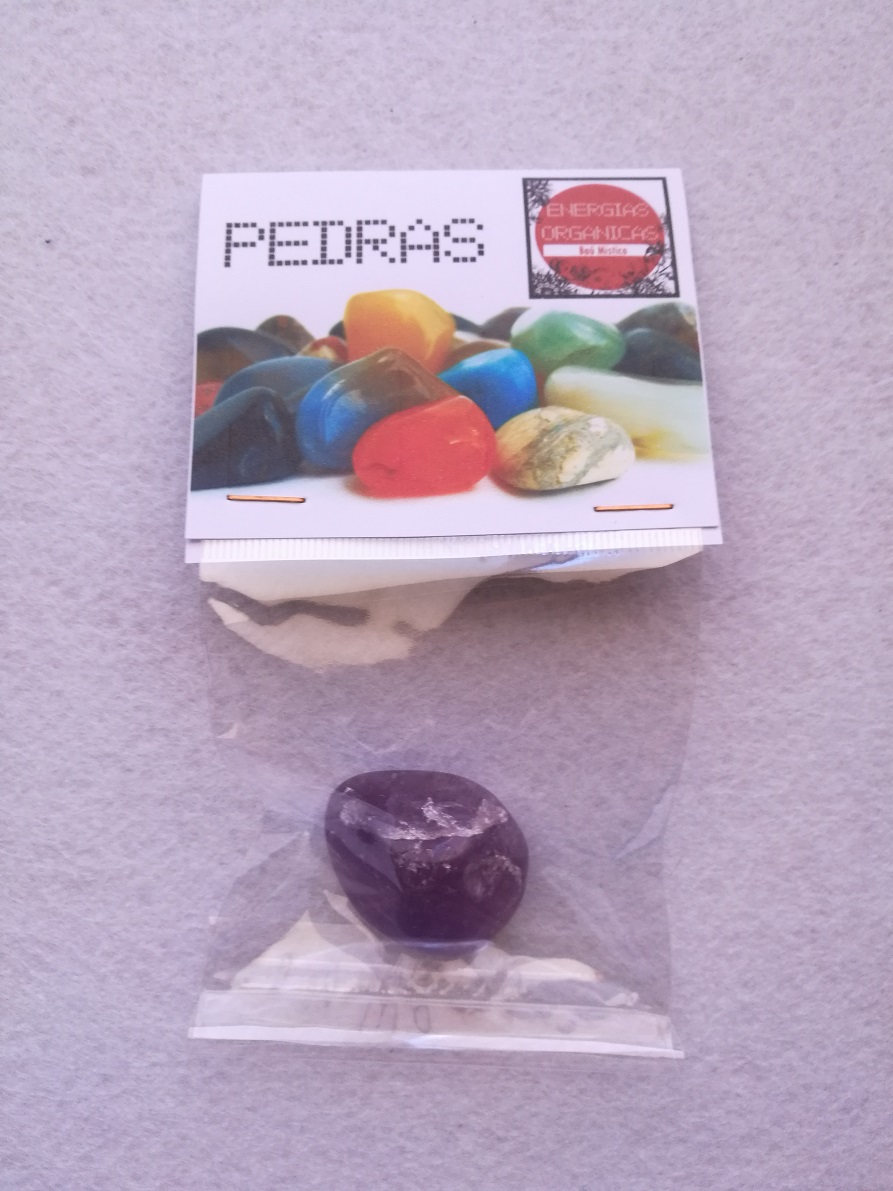 PEDRAS
ENERGIAS
ORGANICAS
Baú Místico